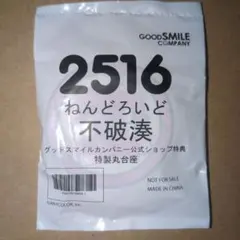 GOODSMILE
COMPANY
2516
ねんどろいど
不破湊
グッドスマイルカンパニー公式ショップ特典
特製丸台座
NOT FOR SALE
MADE IN CHINA